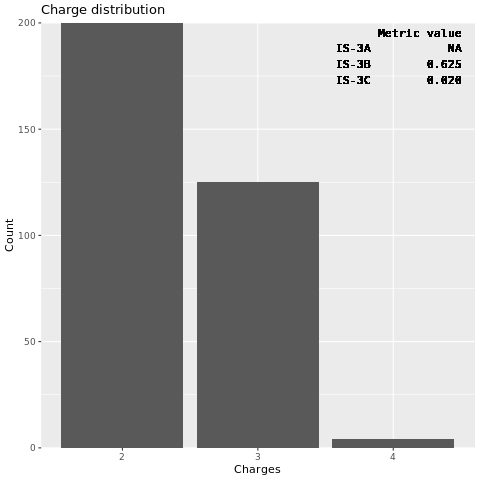 Charge distribution
Metric value
IS-3A NA
IS-3B 0.625
IS-3C 0.020
200
150
100
50
0
Count
2 3 4
Charges